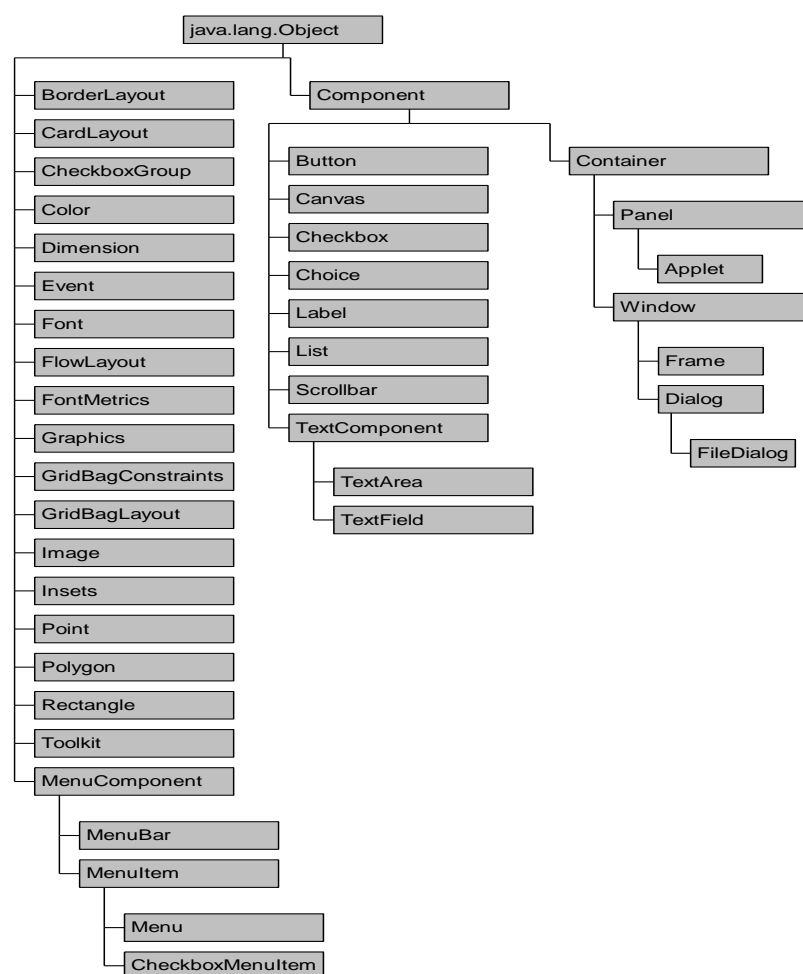 java.lang.Object
BorderLayout
CardLayout
CheckboxGroup
Color
Dimension
Event
Font
FlowLayout
FontMetrics
Graphics
GridBagConstraints
GridBagLayout
Image
Insets
Point
Polygon
Rectangle
Toolkit
MenuComponent
MenuBar
MenuItem
Menu
CheckboxMenuItem
Component
Button
Canvas
Checkbox
Choice
Label
List
Scrollbar
TextComponent
TextArea
TextField
Container
Panel
Applet
Window
Frame
Dialog
FileDialog